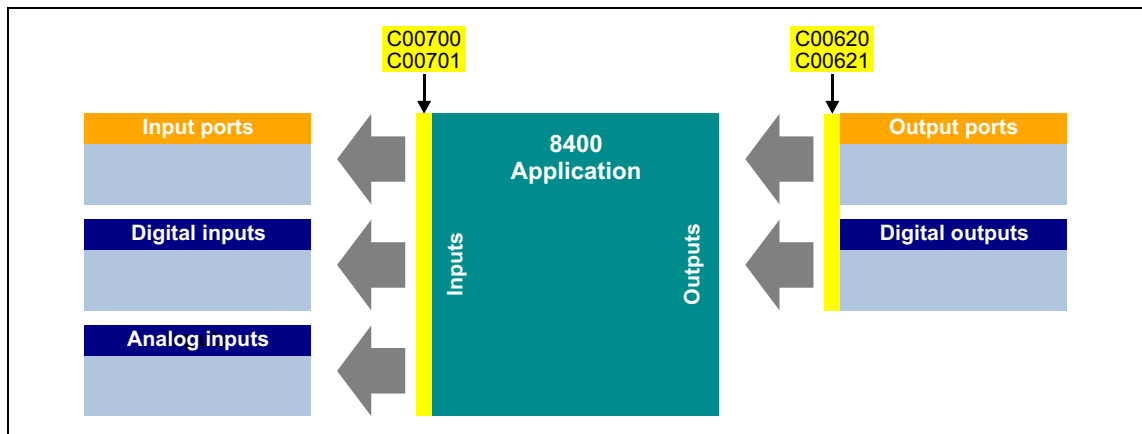 C00700
C00701
C00620
C00621
Input ports
8400
Application
Output ports
Digital inputs
Inputs
Outputs
Digital outputs
Analog inputs